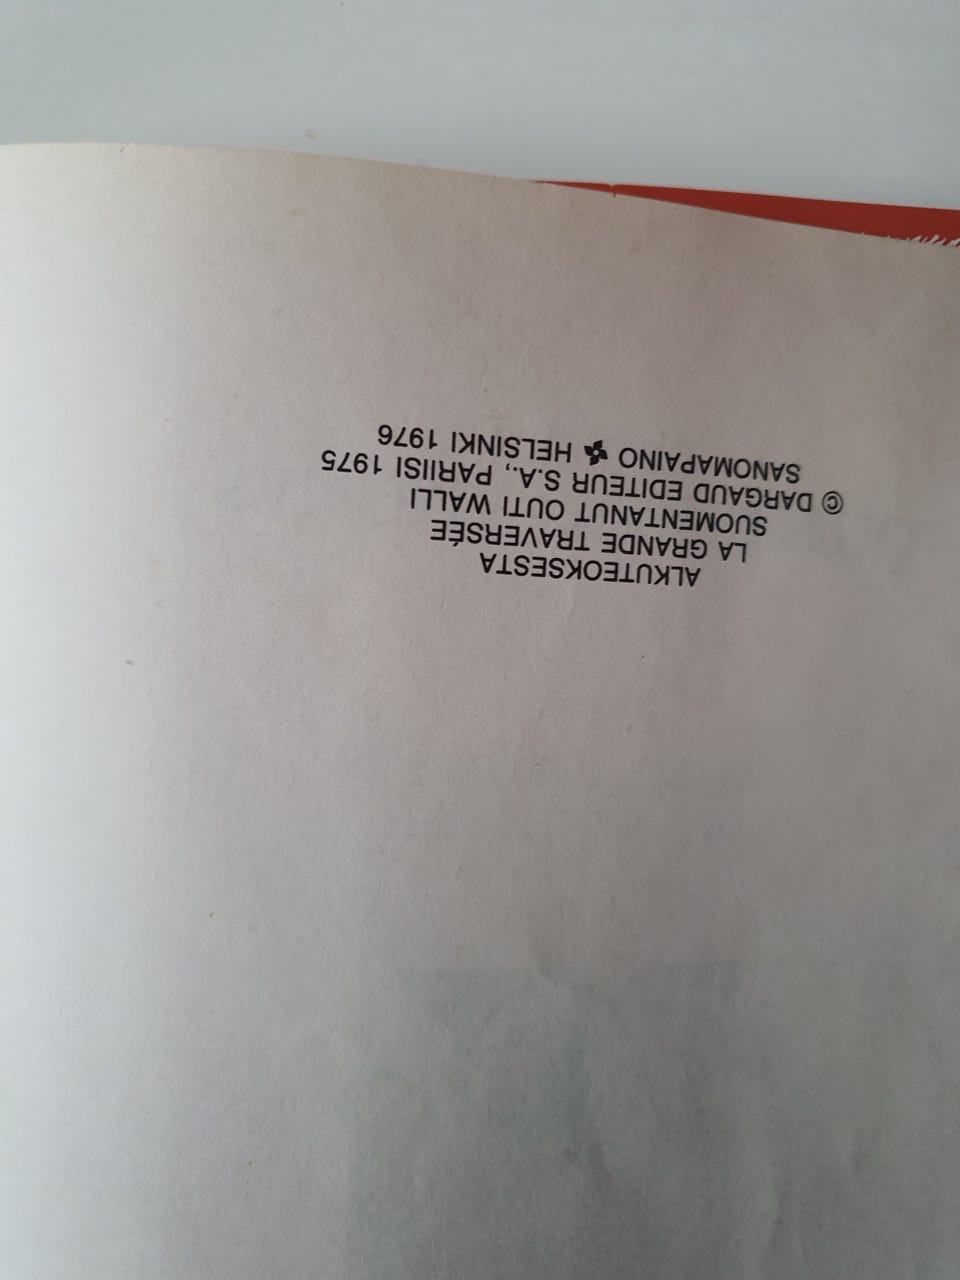 ALKUTEOKSESTA
LA GRANDE TRAVERSÉE
SUOMENTANUT OUTI WALLI
© DARGAUD EDITEUR S.A., PARIISI 1975
SANOMAPAINO HELSINKI 1976